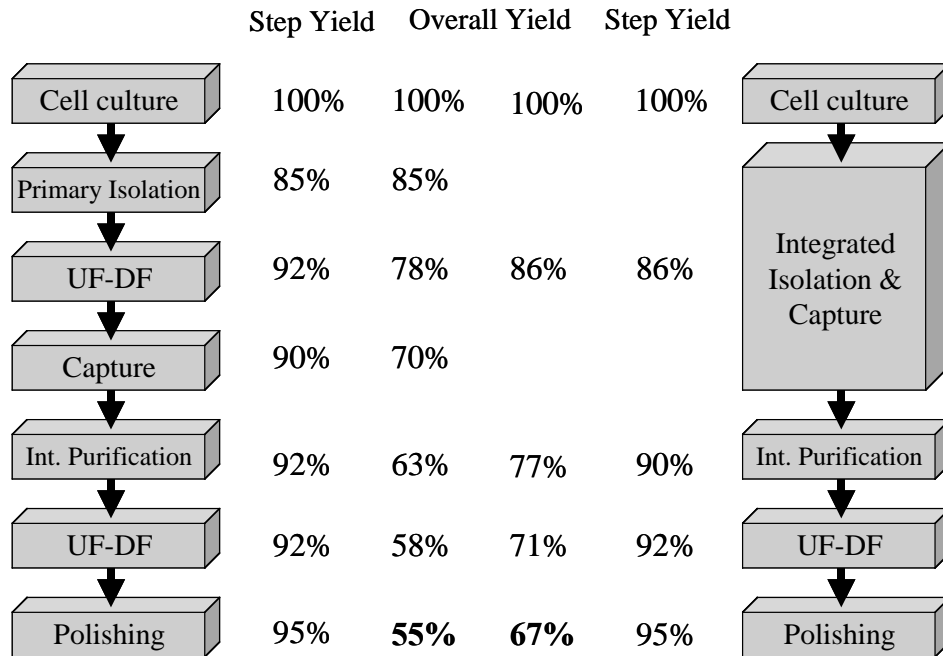 Step Yield Overall Yield Step Yield
Cell culture 100% 100% 100% 100% Cell culture
Primary Isolation 85% 85%
UF-DF 92% 78% 86% 86% Integrated
Isolation &
Capture
Capture 90% 70%
Int. Purification 92% 63% 77% 90% Int. Purification
UF-DF 92% 58% 71% 92% UF-DF
Polishing 95% 55% 67% 95% Polishing